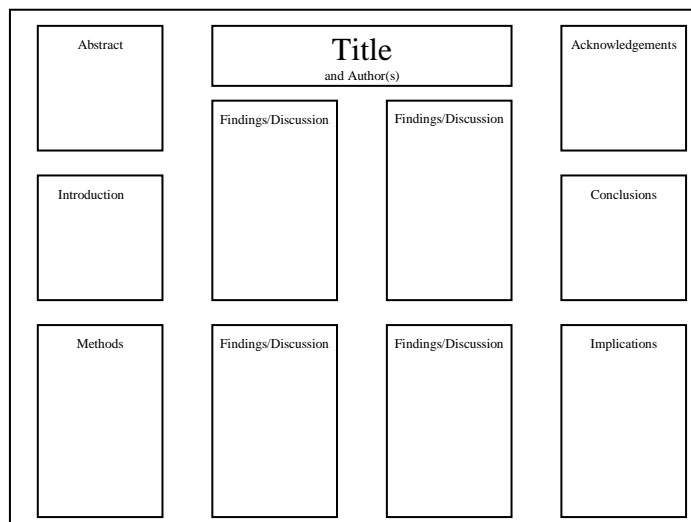 Abstract
Title
and Author(s)
Acknowledgements
Findings/Discussion
Findings/Discussion
Introduction
Conclusions
Methods
Findings/Discussion
Findings/Discussion
Implications